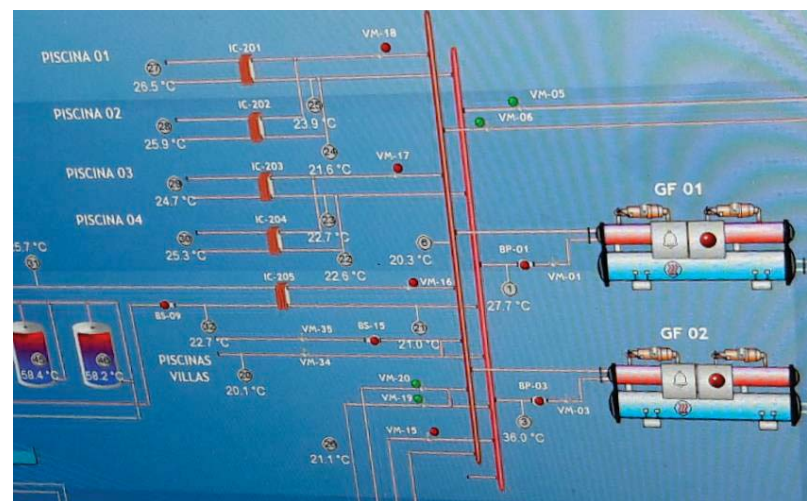 VM-18
PISCINA 01
IC-201
27
26.5 °C
VM-05
IC-202
25
PISCINA 02
23.9 °C
VM-06
28
25.9 °C
24
IC-203
21.6 °C
VM-17
PISCINA 03
GF 01
29
24.7 °C
PISCINA 04
IC-204
23
22.7 °C
6
BP-01
30
25.3 °C
22
20.3 °C
5.7 °C
22.6 °C
VM-01
31
IC-205
VM-16
1
27.7 °C
BS-09
32
21
GF 02
22.7 °C
VM-35
BS-15
21.0 °C
PISCINAS
VILLAS
VM-34
58.4 °C
58.2 °C
20
20.1 °C
VM-20
BP-03
VM-19
VM-03
3
VM-15
36.0 °C
21.1 °C